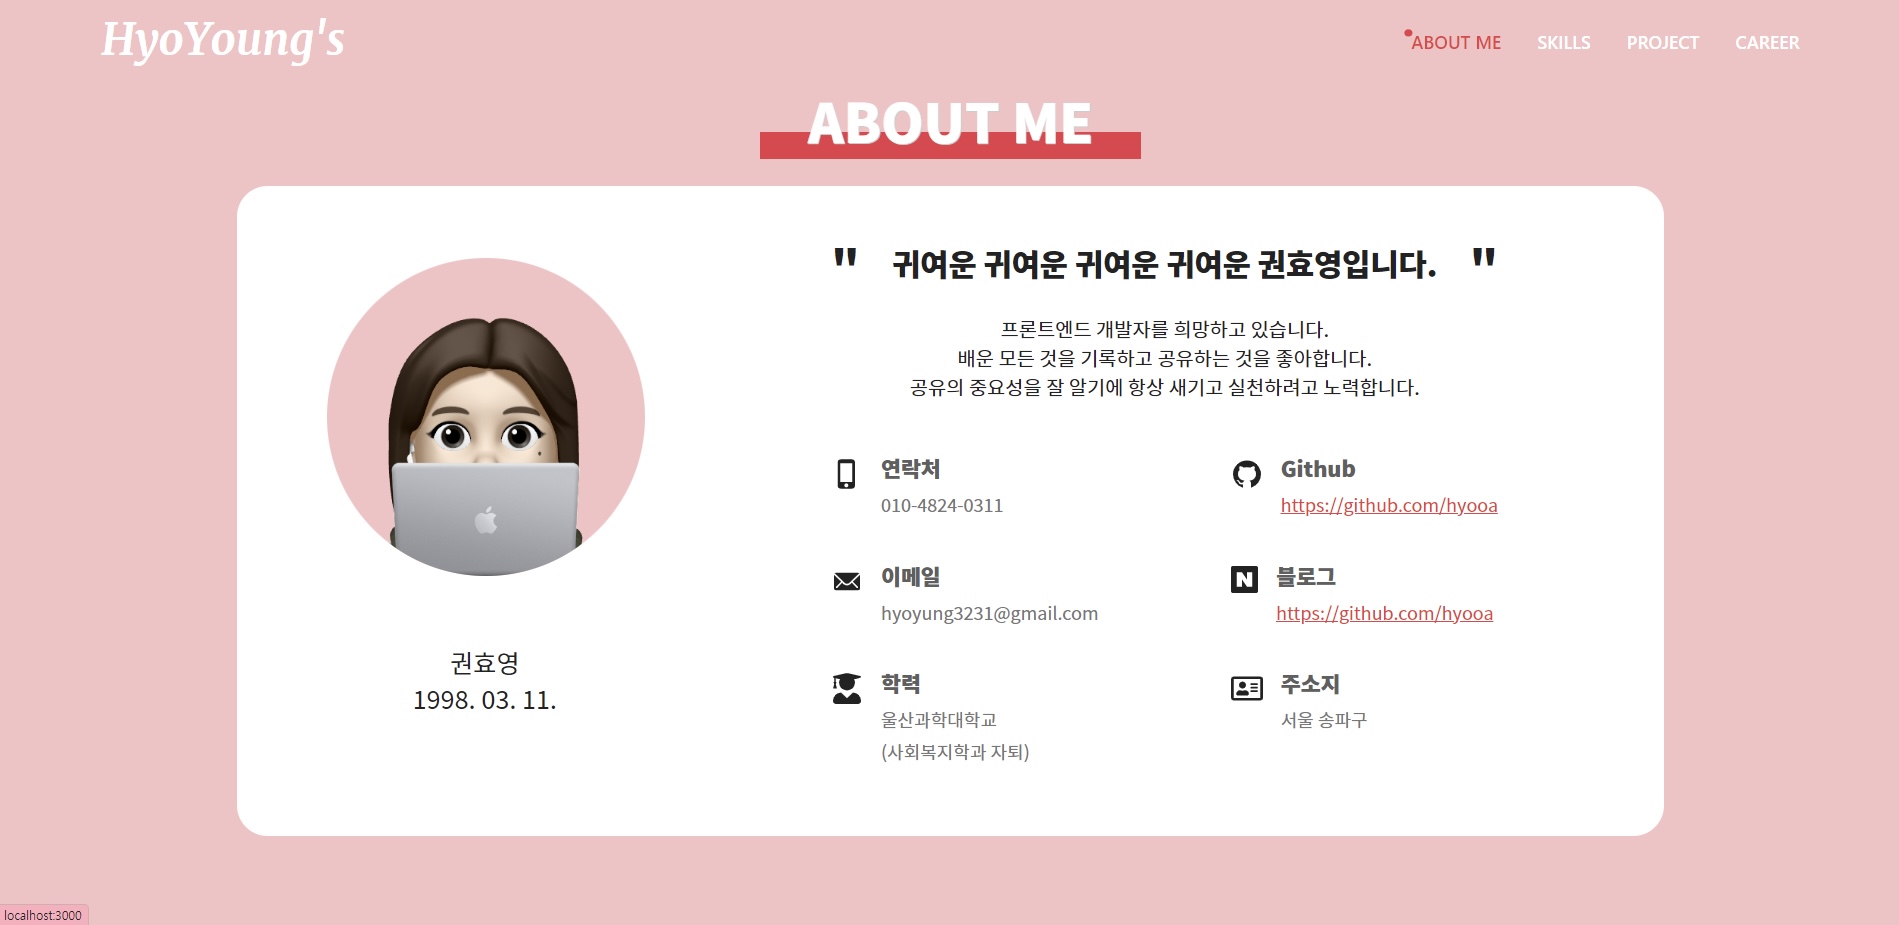 HyoYoung's
ABOUT ME SKILLS PROJECT CAREER
ABOUT ME
" 귀여운 귀여운 귀여운 귀여운 권효영입니다. "
프론트엔드 개발자를 희망하고 있습니다.
배운 모든 것을 기록하고 공유하는 것을 좋아합니다.
공유의 중요성을 잘 알기에 항상 새기고 실천하려고 노력합니다.
권효영
1998. 03. 11.
연락처
010-4824-0311
Github
https://github.com/hyooa
이메일
hyoyung3231@gmail.com
N
블로그
https://github.com/hyooa
학력
울산과학대학교
(사회복지학과 자퇴)
주소지
서울 송파구
localhost:3000